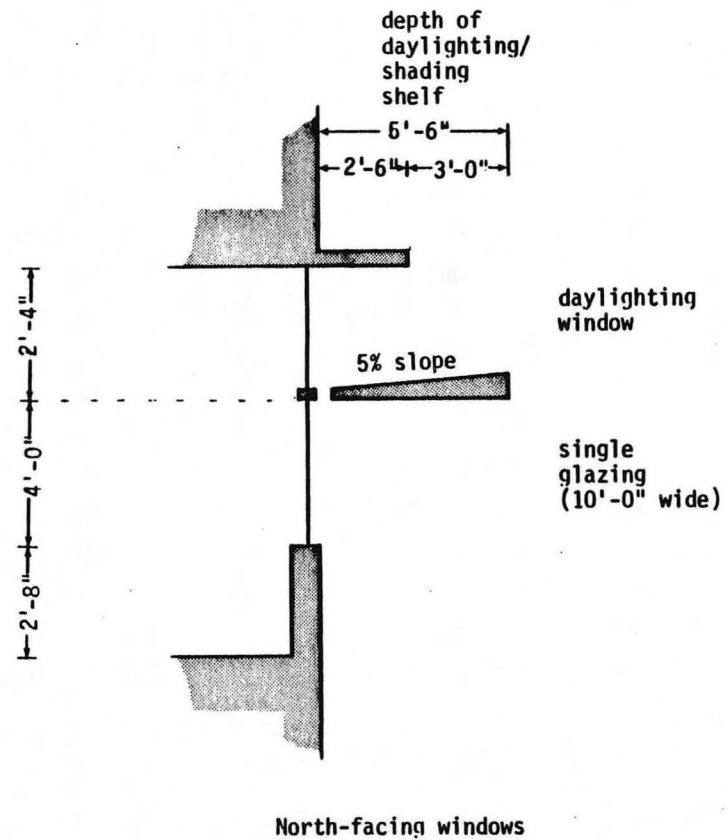 depth of
daylighting/
shading
shelf
5'-6"
2'-6" 3'-0"
2'-4"
daylighting
window
5% slope
4'-0"
single
glazing
(10'-0" wide)
2'-8"
North-facing windows